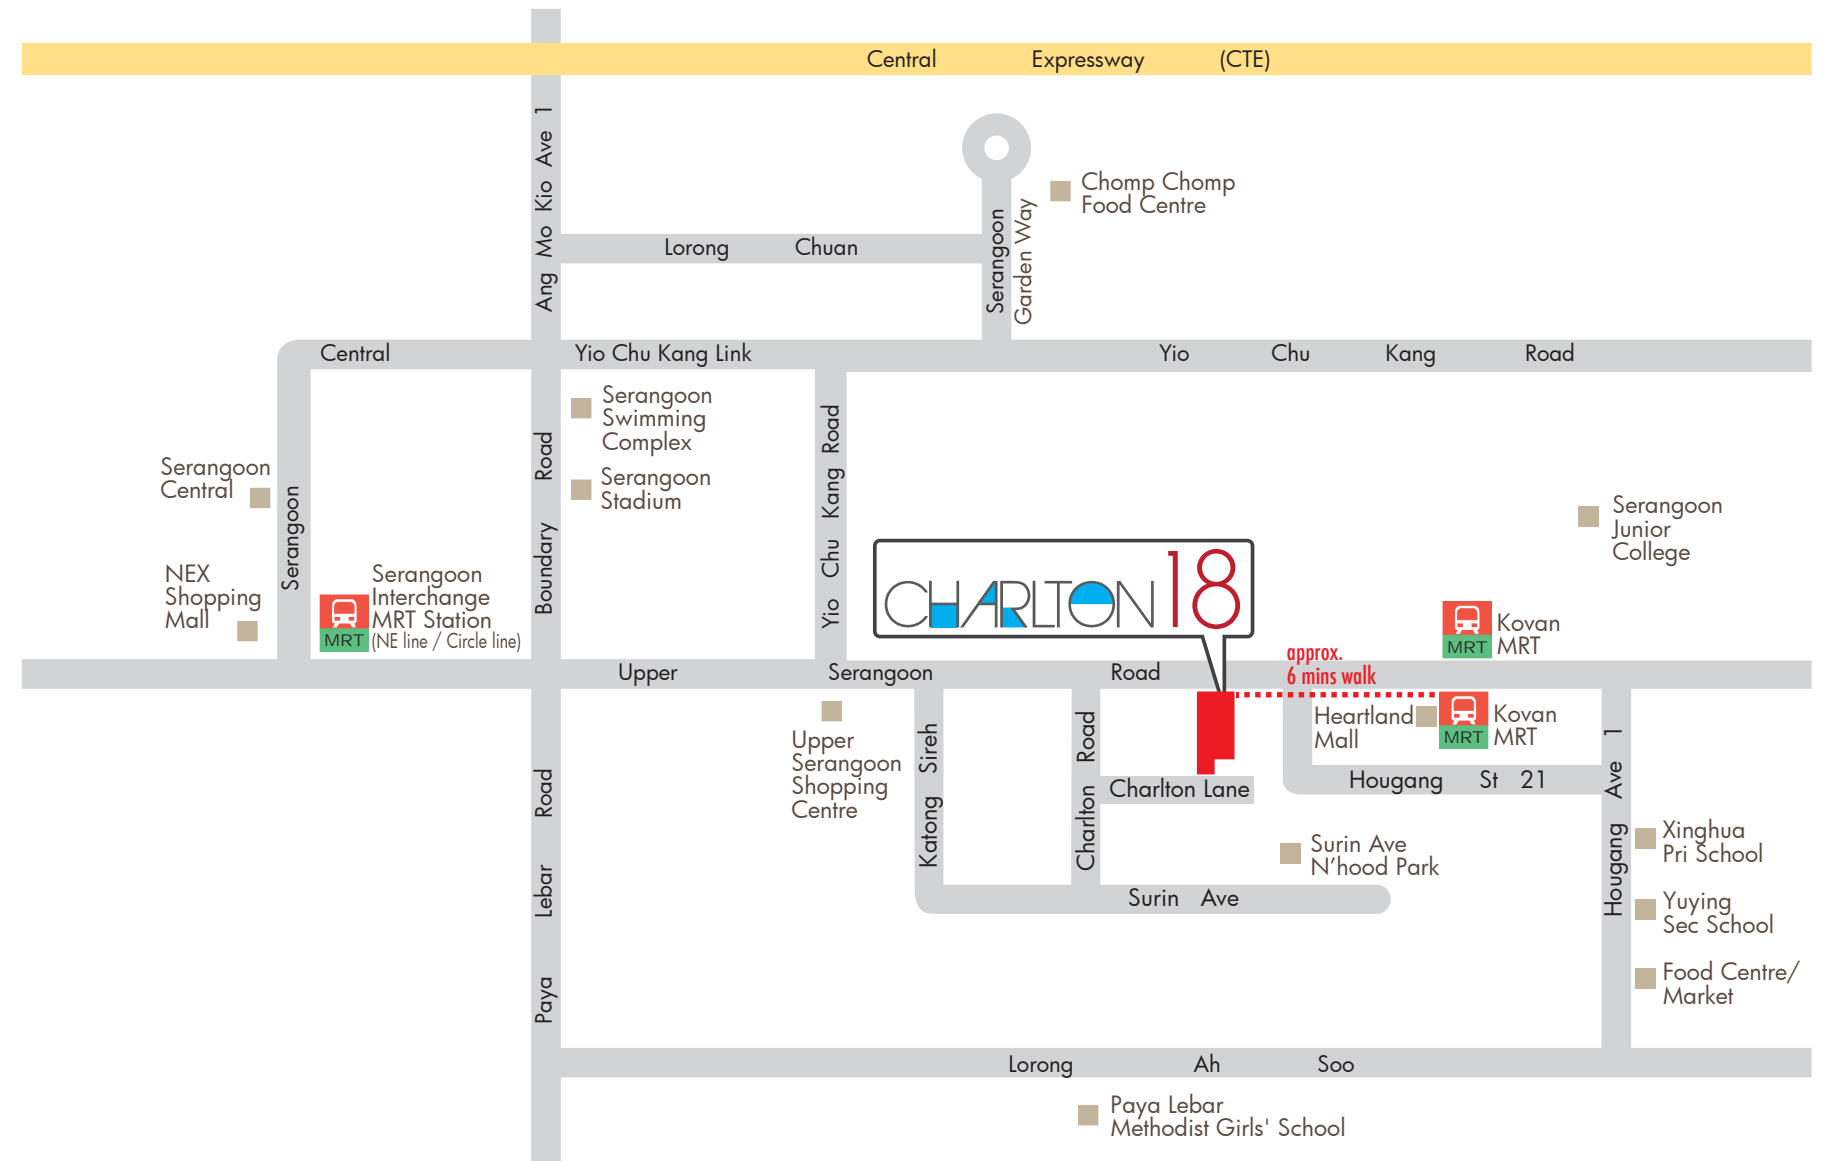 Central Expressway (CTE)
Ang Mo Kio Ave 1
Chomp Chomp
Food Centre
Serangoon
Garden Way
Lorong Chuan
Central
Yio Chu Kang Link
Yio Chu Kang Road
Serangoon
Swimming
Complex
Serangoon
Stadium
Boundary Road
Yio Chu Kang Road
Serangoon
Central
Serangoon
NEX
Shopping
Mall
MRT
Serangoon
Interchange
MRT Station
(NE line / Circle line)
CHARLTON 18
Serangoon
Junior
College
MRT
Kovan
MRT
Upper Serangoon Road
approx.
6 mins walk
Heartland
Mall
MRT
Kovan
MRT
Upper
Serangoon
Shopping
Centre
Katong Sireh
Charlton Road
Charlton Lane
Hougang St 21
Hougang Ave 1
Surin Ave
N'hood Park
Surin Ave
Xinghua
Pri School
Yuying
Sec School
Food Centre/
Market
Paya Lebar Road
Lorong Ah Soo
Paya Lebar
Methodist Girls' School